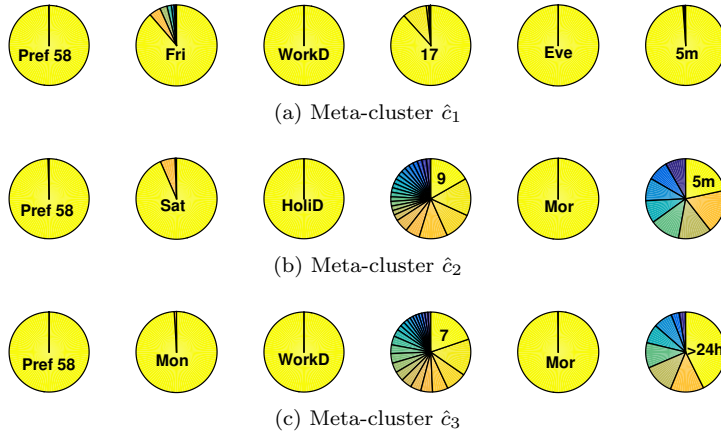 Pref 58 Fri WorkD 17 Eve 5m
(a) Meta-cluster ĉ₁
Pref 58 Sat HoliD 9 Mor 5m
(b) Meta-cluster ĉ₂
Pref 58 Mon WorkD 7 Mor >24h
(c) Meta-cluster ĉ₃